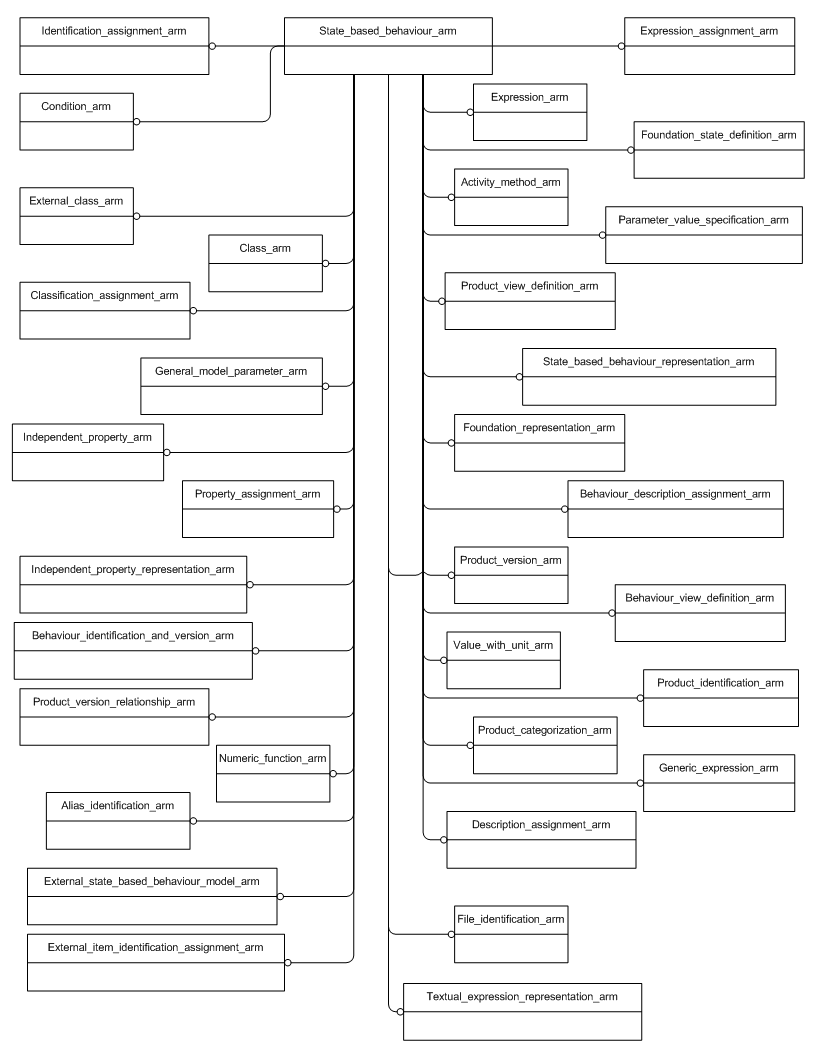 Identification_assignment_arm
State_based_behaviour_arm
Expression_assignment_arm
Expression_arm
Condition_arm
Foundation_state_definition_arm
Activity_method_arm
External_class_arm
Parameter_value_specification_arm
Class_arm
Product_view_definition_arm
Classification_assignment_arm
State_based_behaviour_representation_arm
General_model_parameter_arm
Foundation_representation_arm
Independent_property_arm
Property_assignment_arm
Behaviour_description_assignment_arm
Product_version_arm
Independent_property_representation_arm
Behaviour_view_definition_arm
Behaviour_identification_and_version_arm
Value_with_unit_arm
Product_identification_arm
Product_version_relationship_arm
Product_categorization_arm
Numeric_function_arm
Generic_expression_arm
Alias_identification_arm
Description_assignment_arm
External_state_based_behaviour_model_arm
File_identification_arm
External_item_identification_assignment_arm
Textual_expression_representation_arm